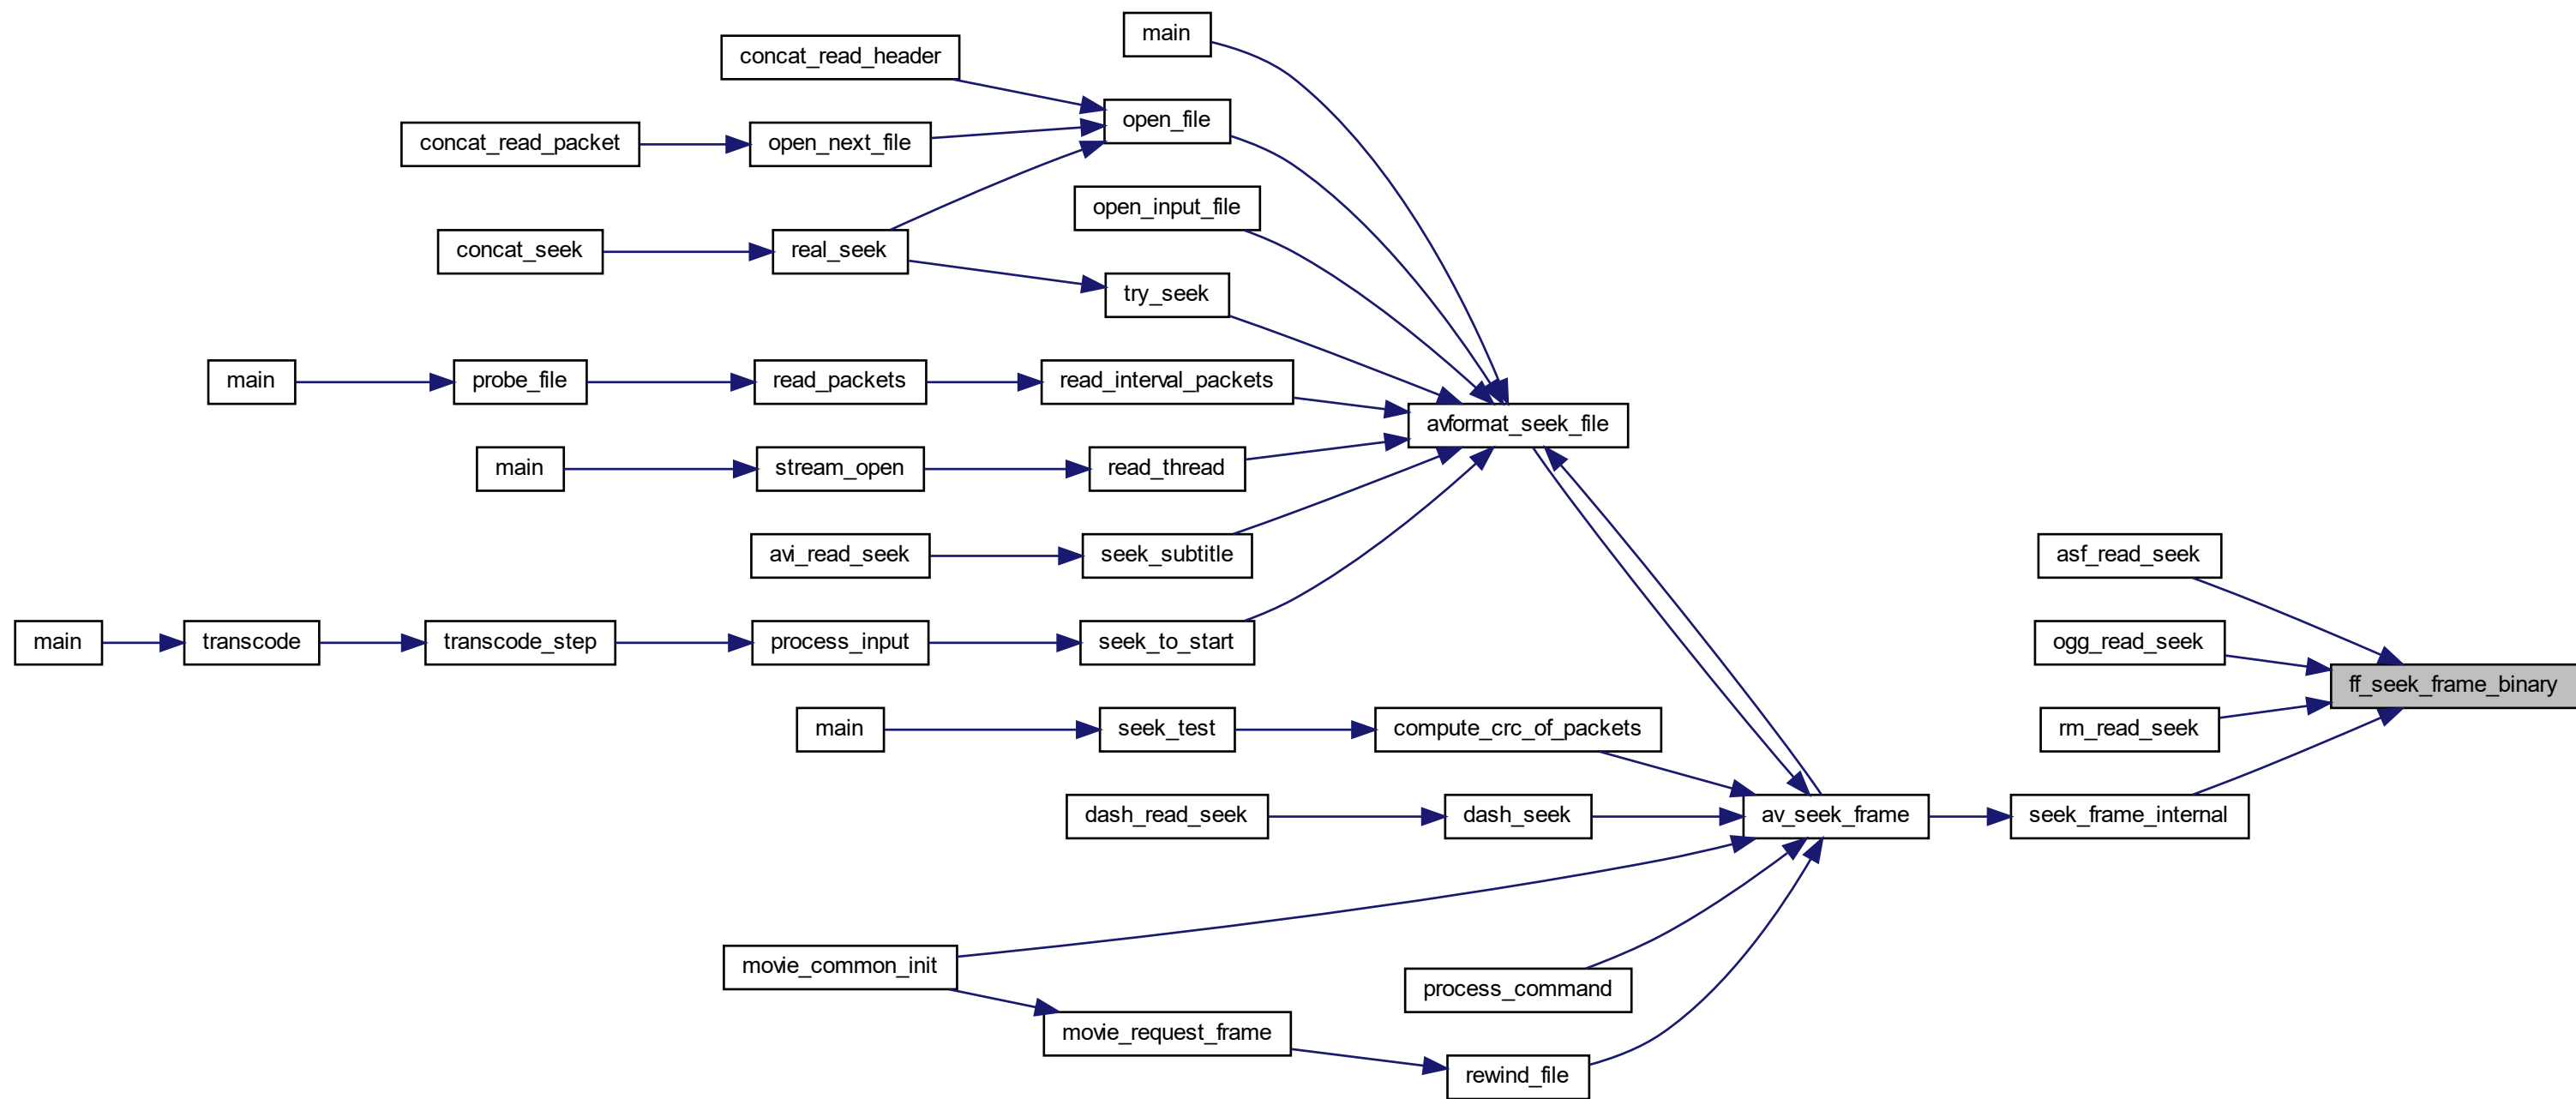 main
concat_read_header
open_file
concat_read_packet
open_next_file
open_input_file
concat_seek
real_seek
try_seek
main
probe_file
read_packets
read_interval_packets
avformat_seek_file
main
stream_open
read_thread
avi_read_seek
seek_subtitle
asf_read_seek
main
transcode
transcode_step
process_input
seek_to_start
ogg_read_seek
ff_seek_frame_binary
main
seek_test
compute_crc_of_packets
rm_read_seek
dash_read_seek
dash_seek
av_seek_frame
seek_frame_internal
movie_common_init
process_command
movie_request_frame
rewind_file